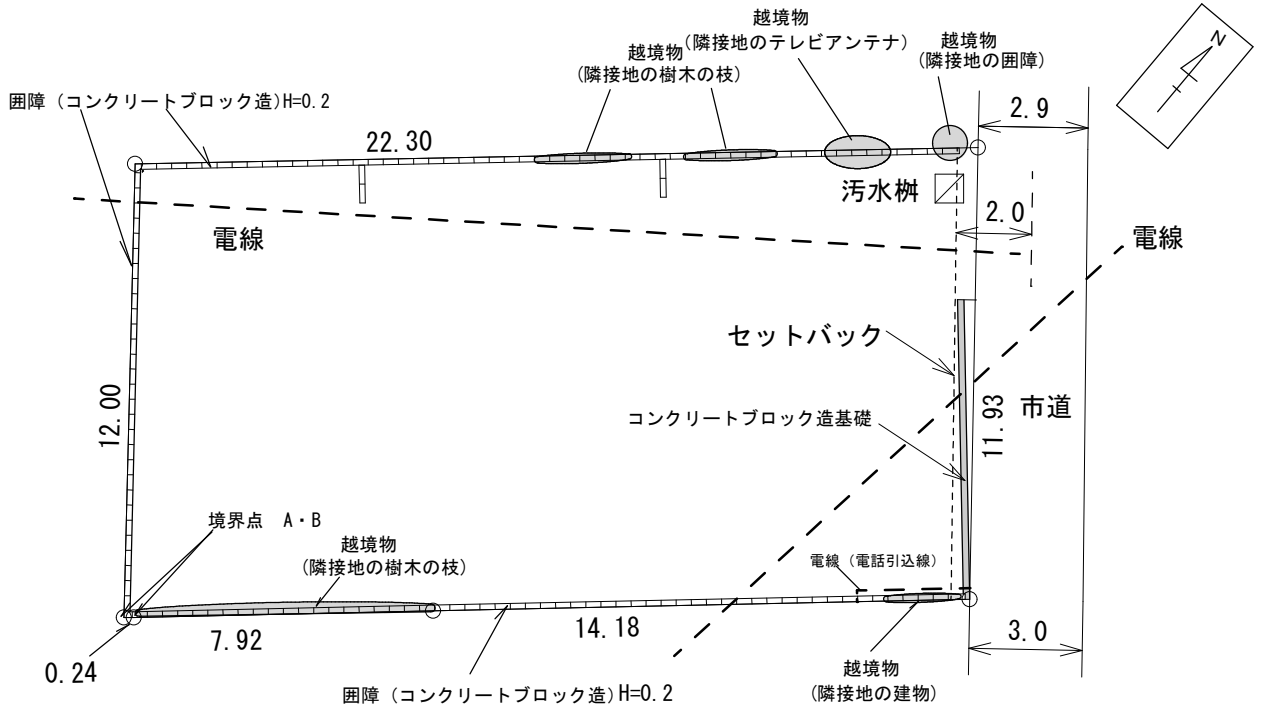 越境物
(隣接地のテレビアンテナ)
越境物
(隣接地の樹木の枝)
越境物
(隣接地の囲障)
N
囲障(コンクリートブロック造)H=0.2
2.9
22.30
汚水桝
2.0
電線
電線
セットバック
12.00
コンクリートブロック造基礎
11.93
市道
境界点 A・B
越境物
(隣接地の樹木の枝)
電線(電話引込線)
7.92
14.18
3.0
0.24
囲障(コンクリートブロック造)H=0.2
越境物
(隣接地の建物)